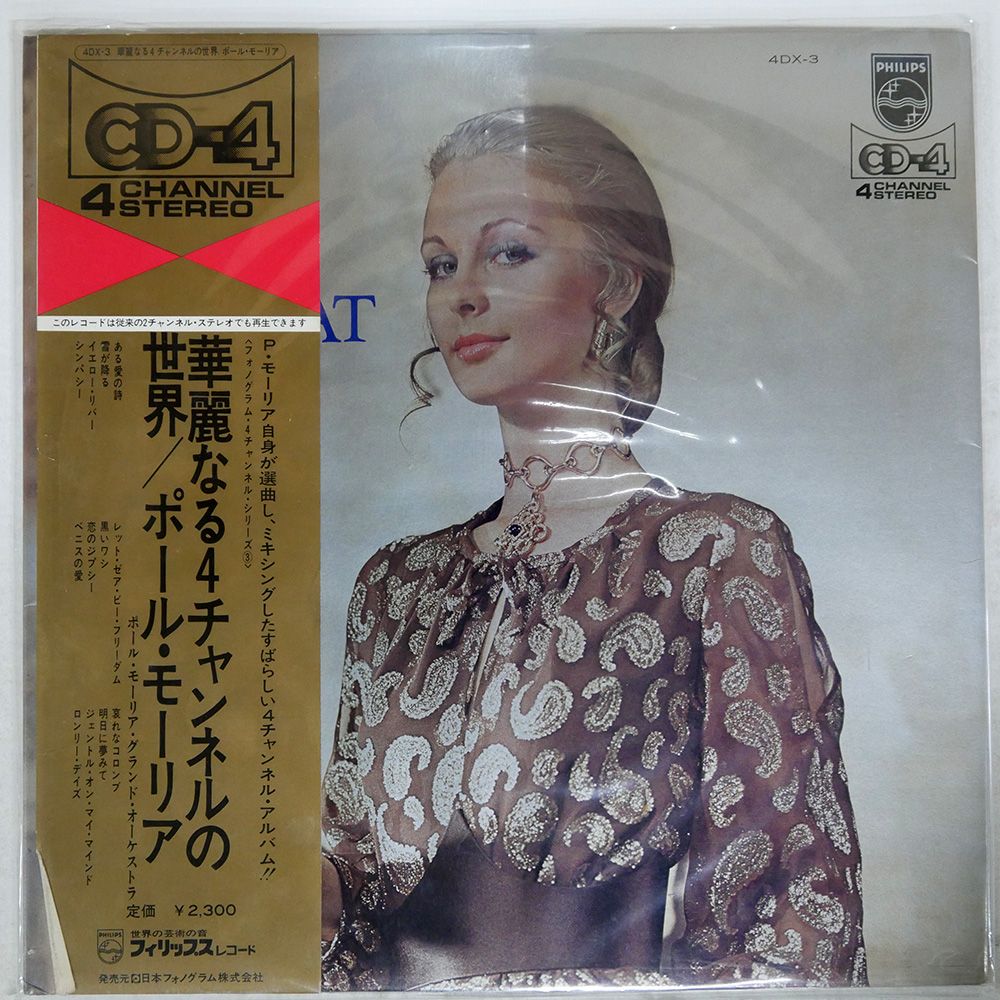 4DX-3 華麗なる4チャンネルの世界 ポール・モーリア
CD-4
4 CHANNEL STEREO
このレコードは従来の2チャンネル・ステレオでも再生できます
P・モーリア自身が選曲し、ミキシングしたすばらしい4チャンネル・アルバム!!
〈フォノグラム・4チャンネル・シリーズ③〉
華麗なる4チャンネルの
世界/ポール・モーリア
ポール・モーリア・グランド・オーケストラ
ある愛の詩
雪が降る
イエロー・リバー
シンパシー
レット・ゼア・ビー・フリーダム
黒いワシ
恋のジプシー
ベニスの愛
哀れなコロンブ
明日に夢みて
ジェントル・オン・マイ・マインド
ロンリー・デイズ
定価 ¥2,300
PHILIPS
世界の芸術の音
フィリップスレコード
発売元 日本フォノグラム株式会社
AT
4DX-3
PHILIPS
CD-4
4 CHANNEL STEREO